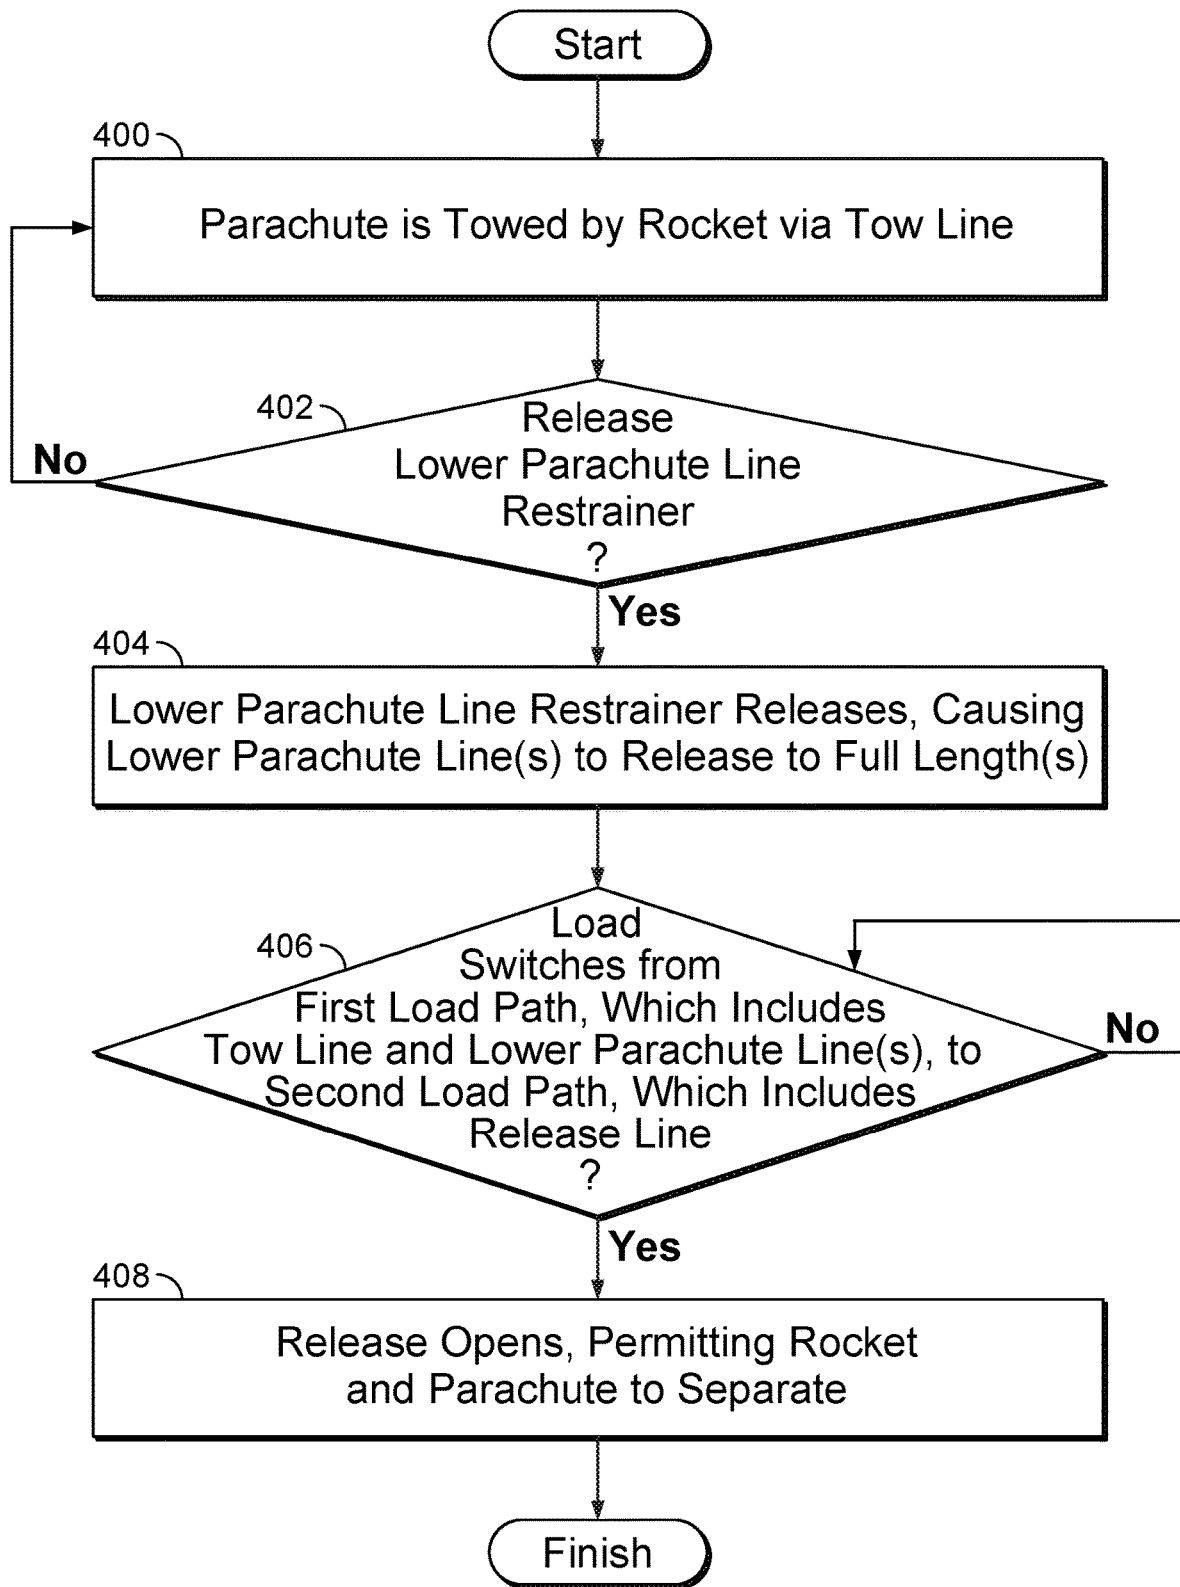 Start
400
Parachute is Towed by Rocket via Tow Line
402
Release
Lower Parachute Line
Restrainer
?
No
Yes
404
Lower Parachute Line Restrainer Releases, Causing
Lower Parachute Line(s) to Release to Full Length(s)
406
Load
Switches from
First Load Path, Which Includes
Tow Line and Lower Parachute Line(s), to
Second Load Path, Which Includes
Release Line
?
No
Yes
408
Release Opens, Permitting Rocket
and Parachute to Separate
Finish